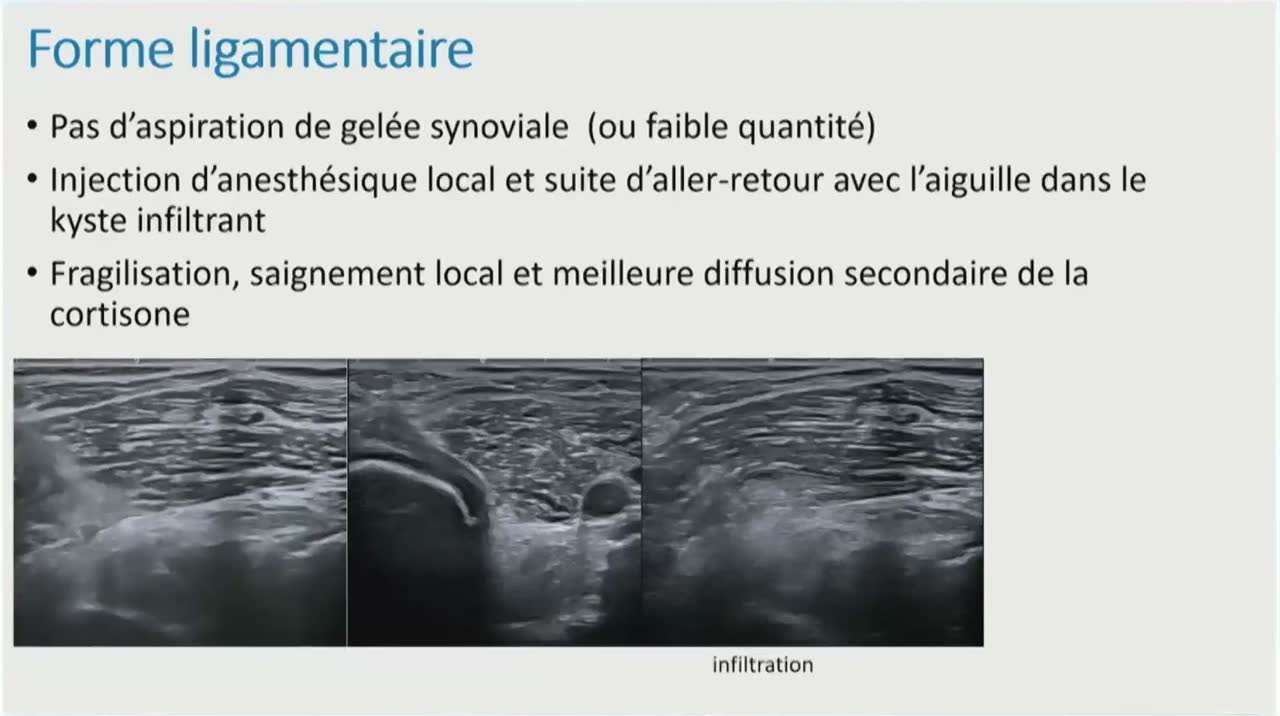 Forme ligamentaire
• Pas d’aspiration de gelée synoviale (ou faible quantité)
• Injection d’anesthésique local et suite d’aller-retour avec l’aiguille dans le
kyste infiltrant
• Fragilisation, saignement local et meilleure diffusion secondaire de la
cortisone
infiltration